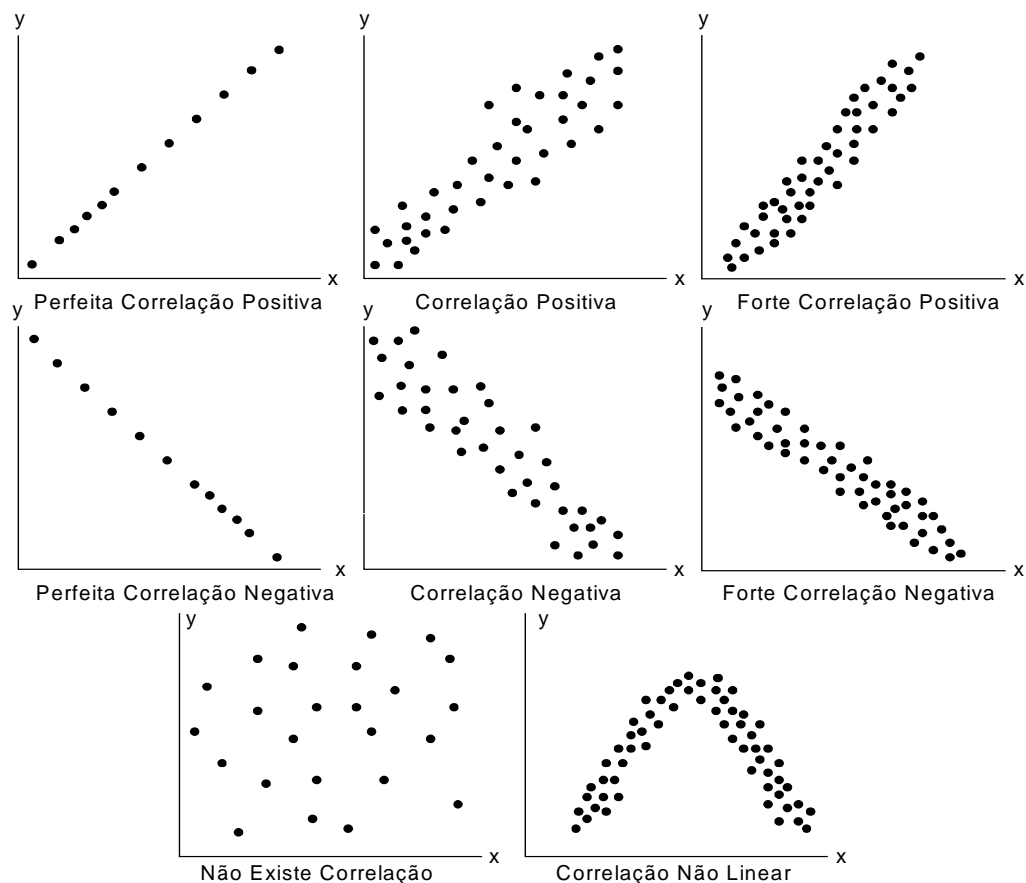 y
x
Perfeita Correlação Positiva
y
x
Correlação Positiva
y
x
Forte Correlação Positiva
y
x
Perfeita Correlação Negativa
y
x
Correlação Negativa
y
x
Forte Correlação Negativa
y
x
Não Existe Correlação
y
x
Correlação Não Linear